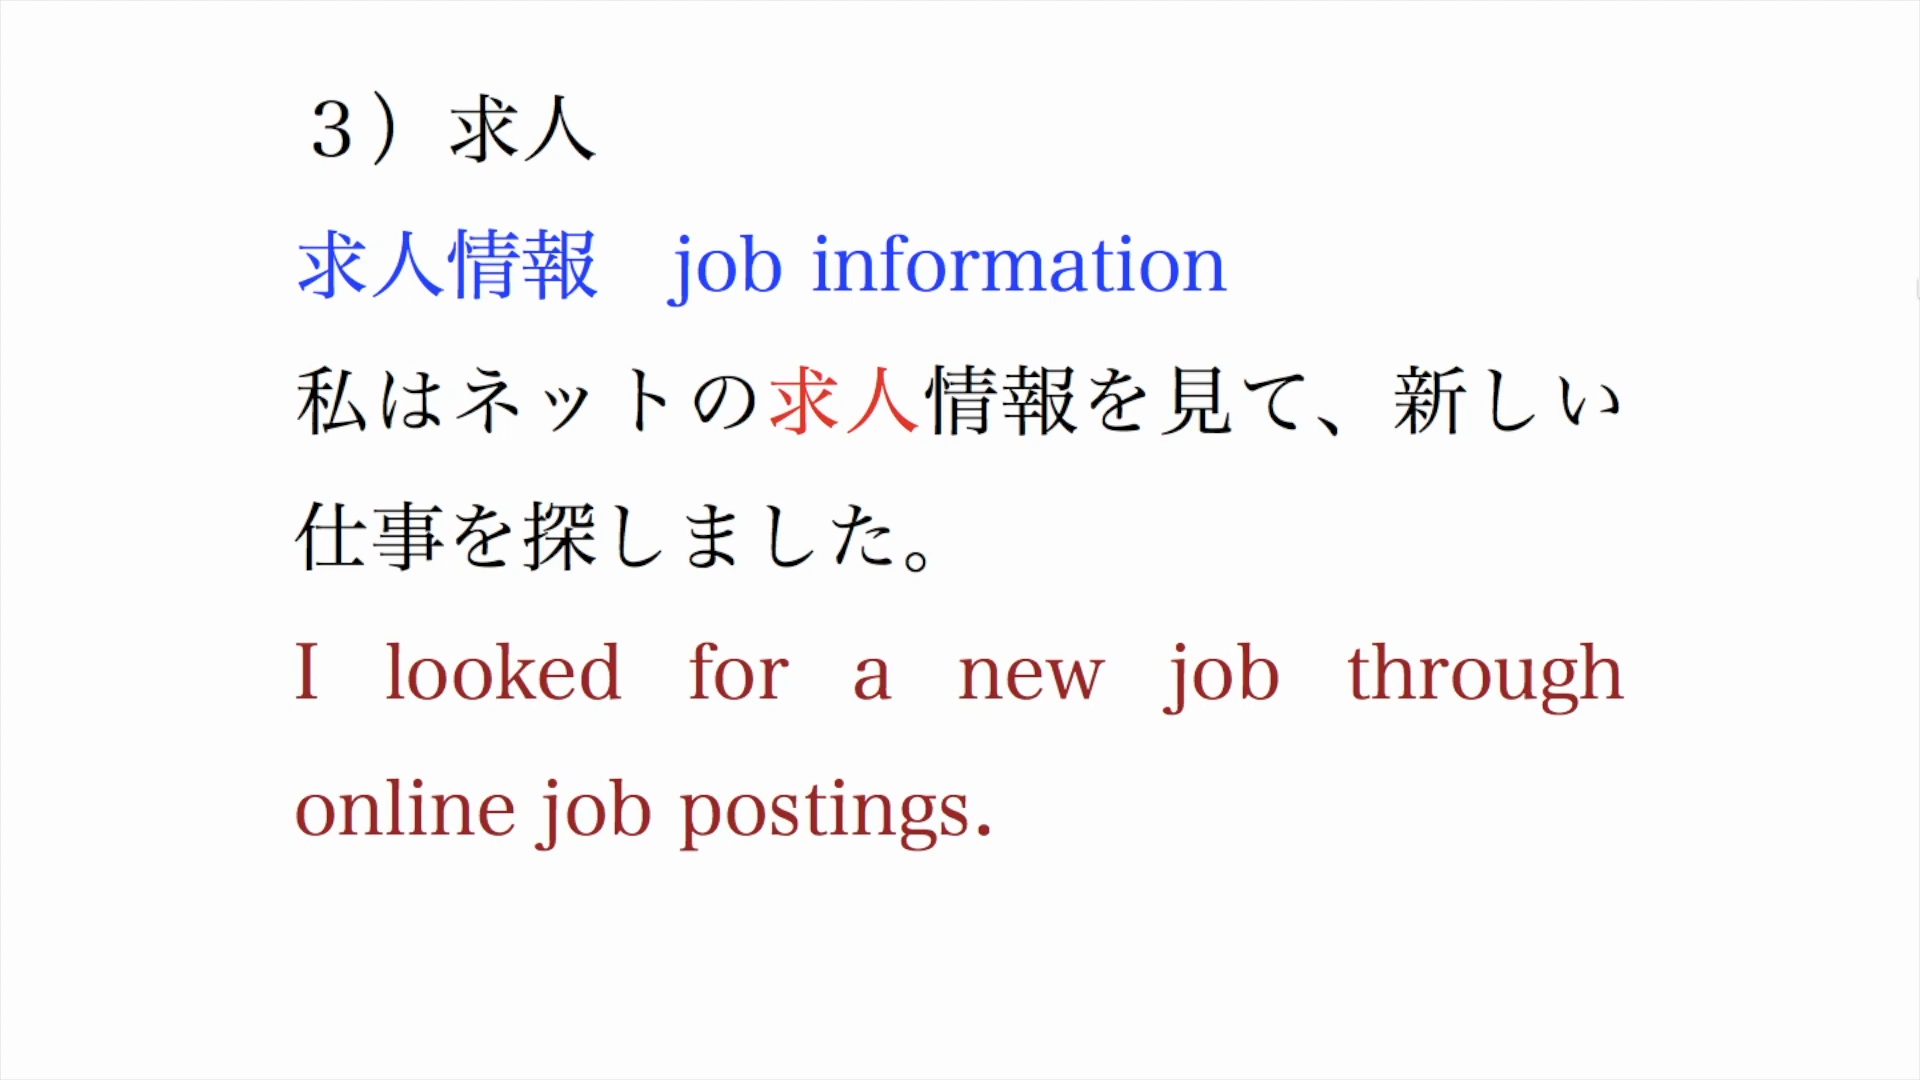 ３）求人
求人情報　job information
私はネットの求人情報を見て、新しい
仕事を探しました。
I looked for a new job through
online job postings.